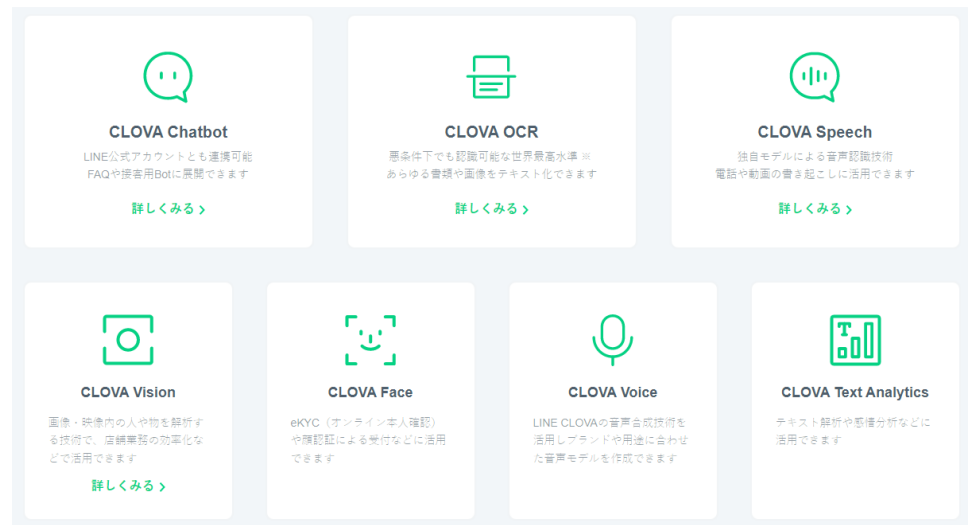 CLOVA Chatbot
LINE公式アカウントとも連携可能
FAQや接客用Botに展開できます
詳しくみる
CLOVA OCR
悪条件下でも認識可能な世界最高水準 ※
あらゆる書類や画像をテキスト化できます
詳しくみる
CLOVA Speech
独自モデルによる音声認識技術
電話や動画の書き起こしに活用できます
詳しくみる
CLOVA Vision
画像・映像内の人や物を解析す
る技術で、店舗業務の効率化な
どで活用できます
詳しくみる
CLOVA Face
eKYC（オンライン本人確認）
や顔認証による受付などに活用
できます
CLOVA Voice
LINE CLOVAの音声合成技術を
活用しブランドや用途に合わせ
た音声モデルを作成できます
T
CLOVA Text Analytics
テキスト解析や感情分析などに
活用できます